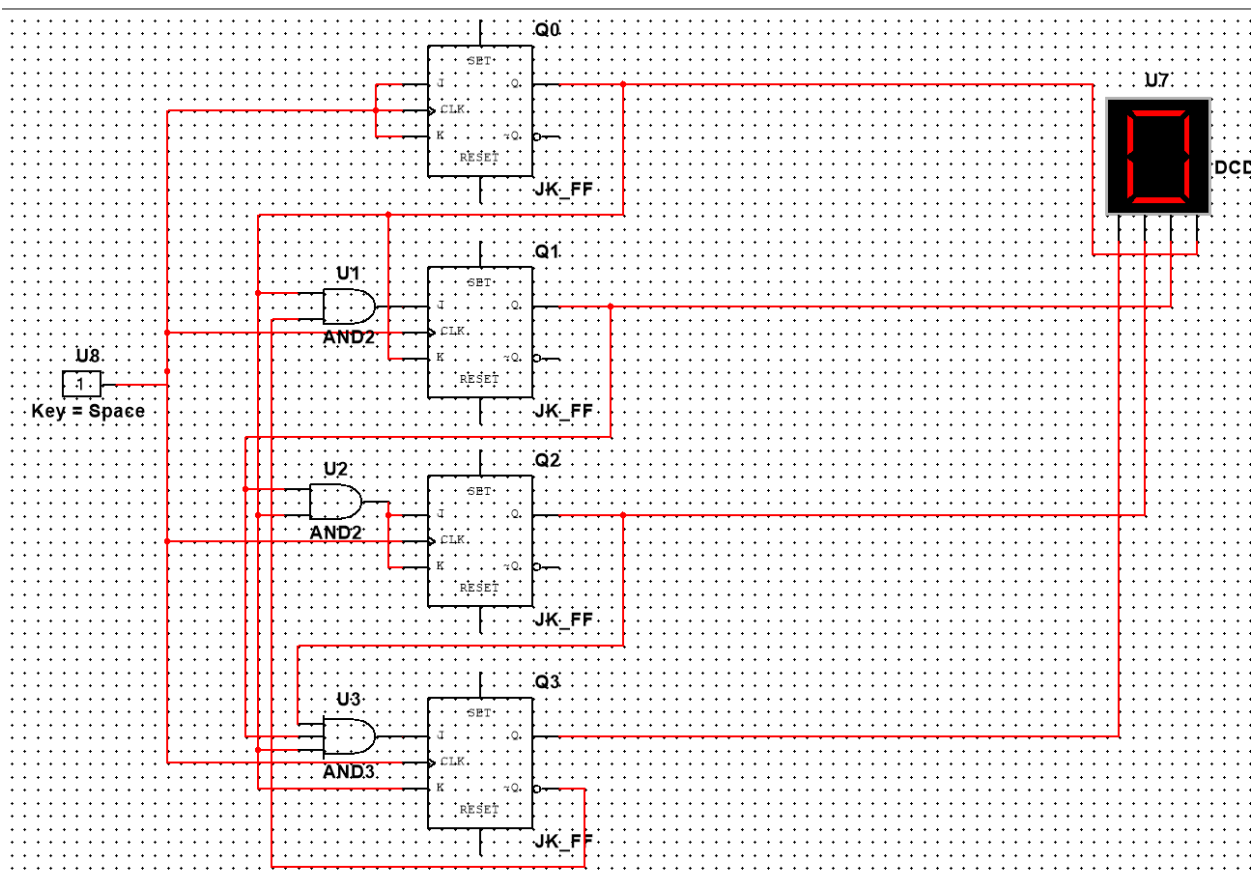 Q0
SET
J Q
CLK
K ~Q
RESET
JK_FF
U7
DCD
Q1
SET
U1
J Q
CLK
AND2
K ~Q
RESET
JK_FF
U8
1
Key = Space
Q2
SET
U2
J Q
CLK
AND2
K ~Q
RESET
JK_FF
Q3
SET
U3
J Q
CLK
AND3
K ~Q
RESET
JK_FF
0